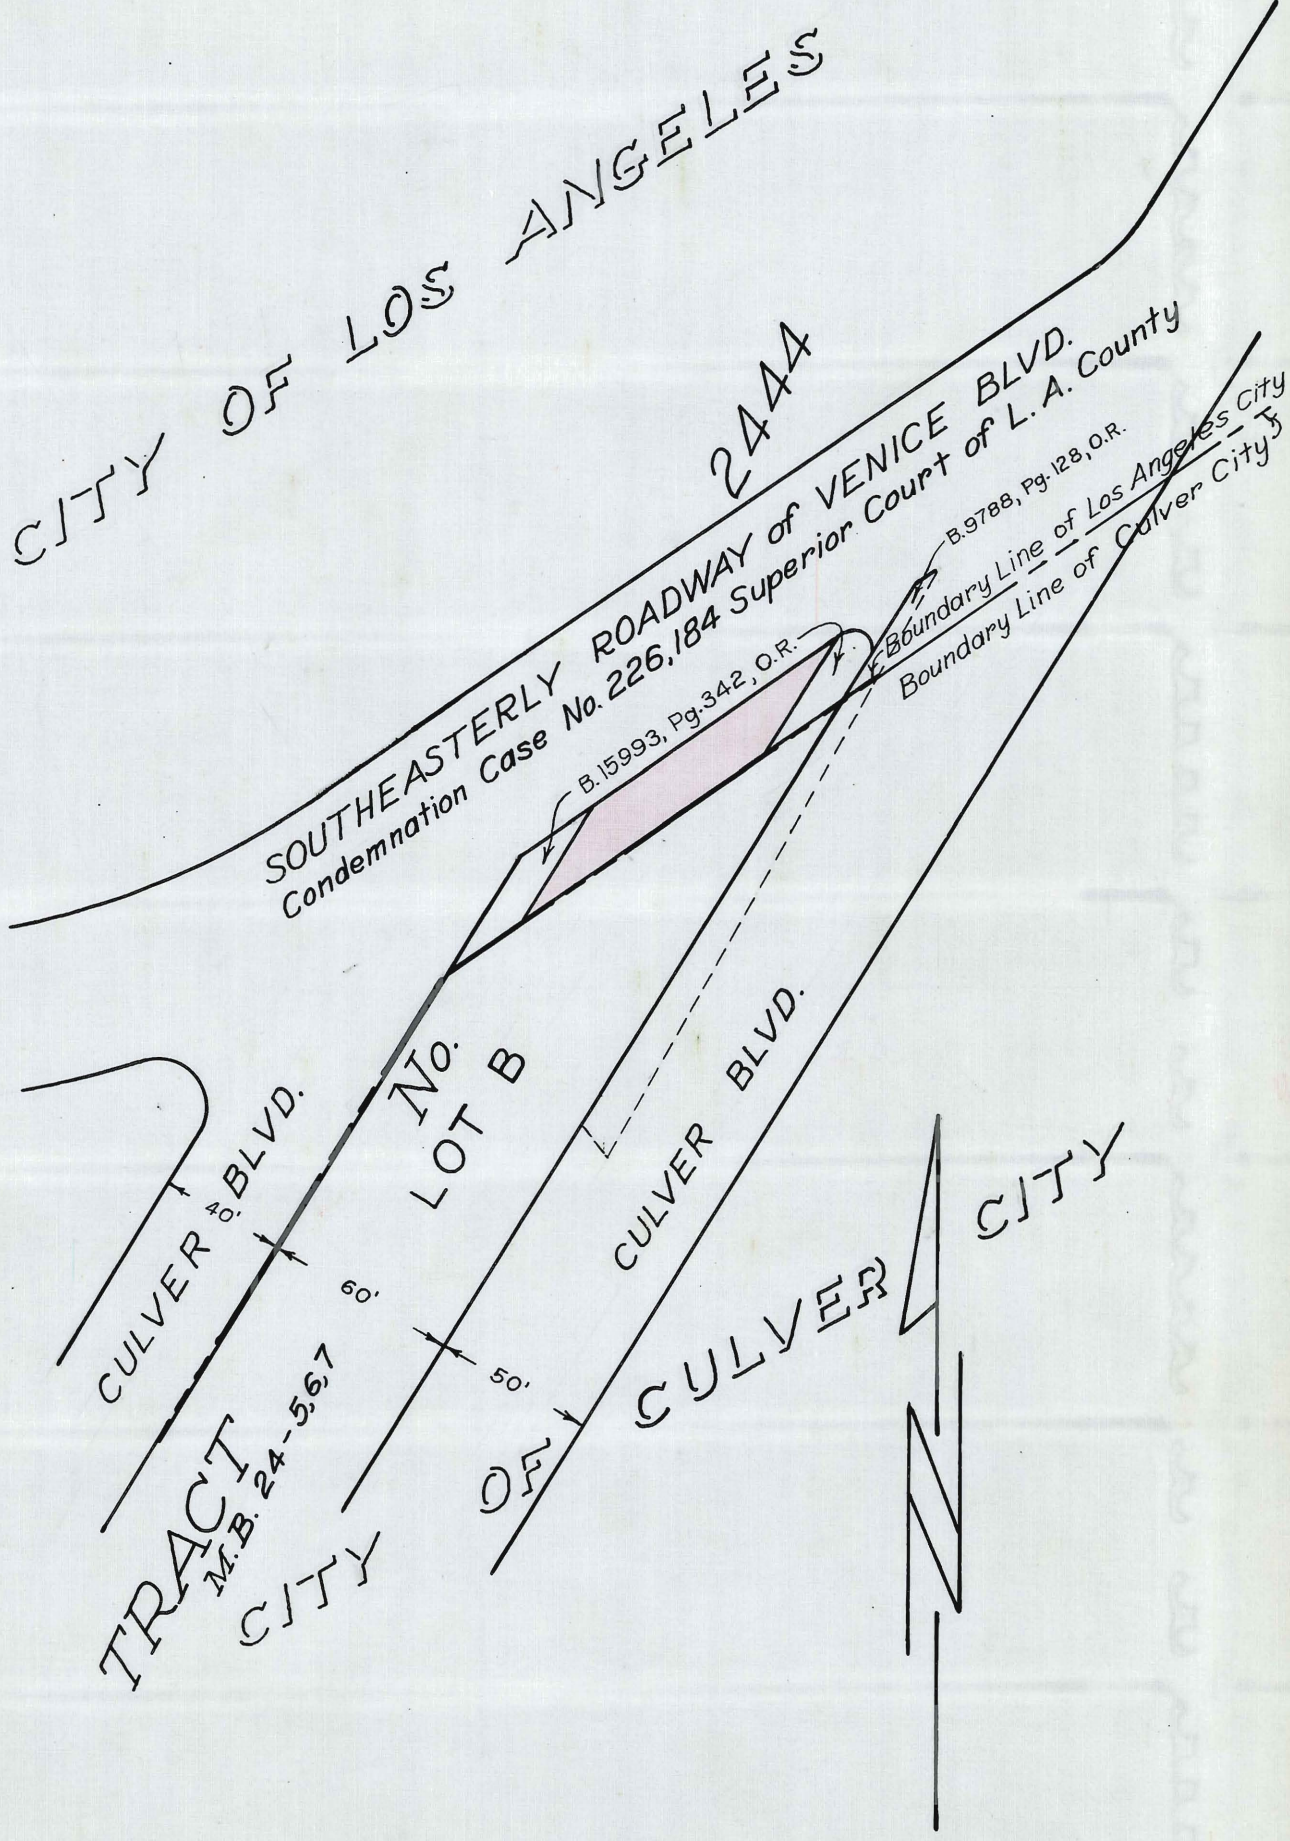 CITY OF LOS ANGELES
2444
SOUTHEASTERLY ROADWAY of VENICE BLVD.
Condemnation Case No. 226,184 Superior Court of L. A. County
B.9788, Pg.128, O.R.
B.15993, Pg.342, O.R.
Boundary Line of Los Angeles City
Boundary Line of Culver City
No.
LOT B
CULVER BLVD.
40'
60'
50'
CULVER BLVD.
TRACT
M.B. 24-5,6,7
CITY OF CULVER CITY
N